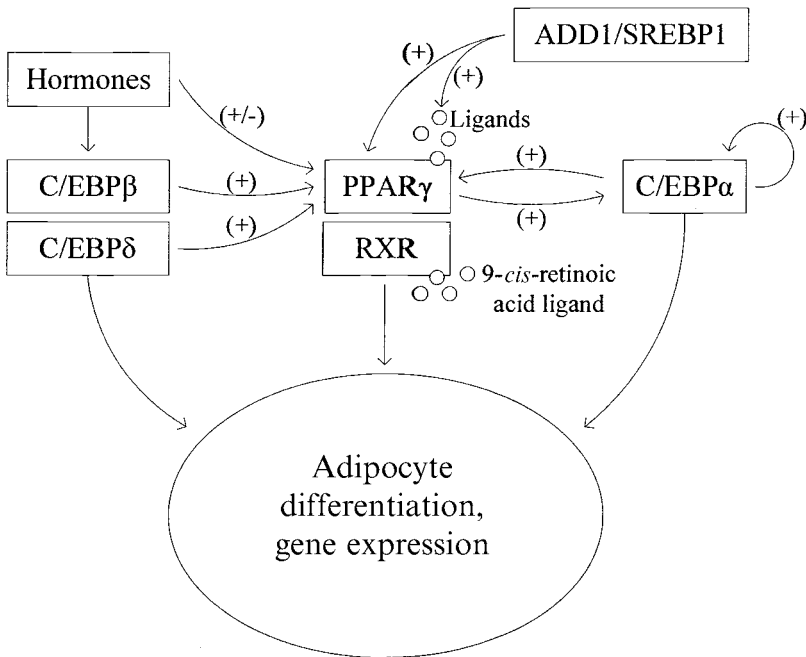 ADD1/SREBP1
Hormones
(+)
(+)
(+/-)
Ligands
(+)
C/EBPβ
(+)
PPARγ
(+)
(+)
C/EBPα
C/EBPδ
(+)
RXR
9-cis-retinoic
acid ligand
Adipocyte
differentiation,
gene expression